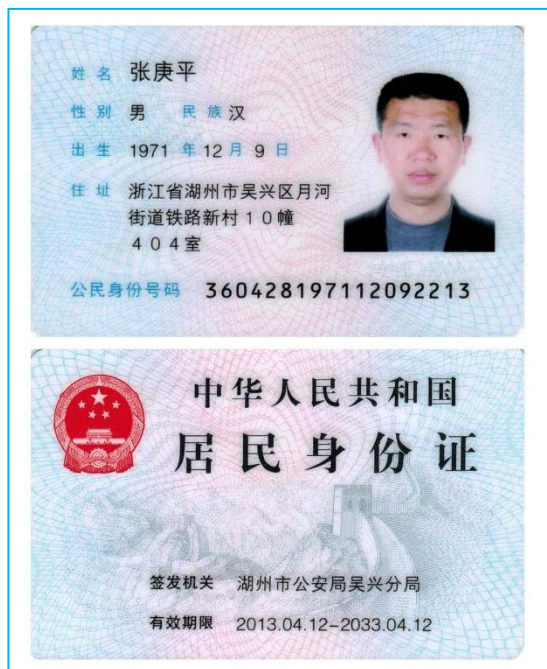 姓名 张庚平
性别 男 民族 汉
出生 1971 年 12 月 9 日
住址 浙江省湖州市吴兴区月河
街道铁路新村10幢
404室
公民身份号码 360428197112092213
中华人民共和国
居民身份证
签发机关 湖州市公安局吴兴分局
有效期限 2013.04.12-2033.04.12